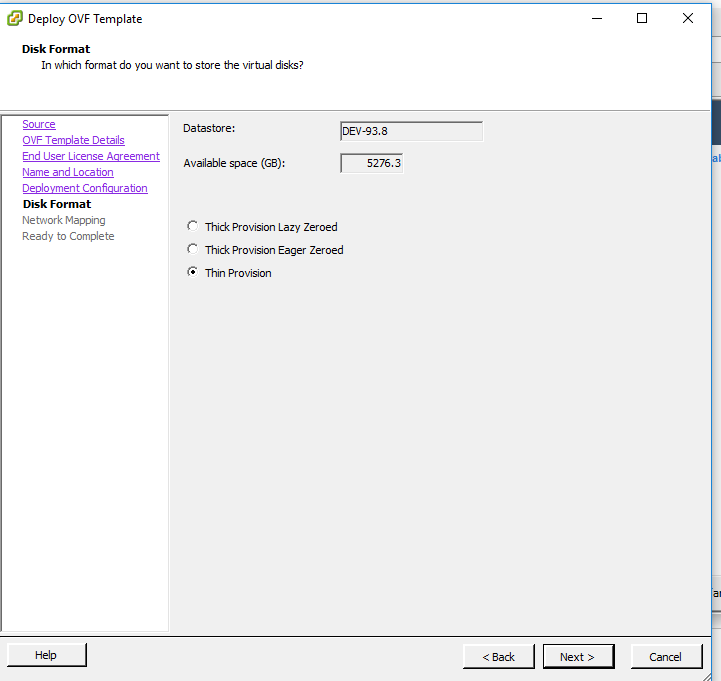 Deploy OVF Template
Disk Format
In which format do you want to store the virtual disks?
Source
OVF Template Details
End User License Agreement
Name and Location
Deployment Configuration
Disk Format
Network Mapping
Ready to Complete
Datastore:
DEV-93.8
Available space (GB):
5276.3
Thick Provision Lazy Zeroed
Thick Provision Eager Zeroed
Thin Provision
Help
< Back
Next >
Cancel